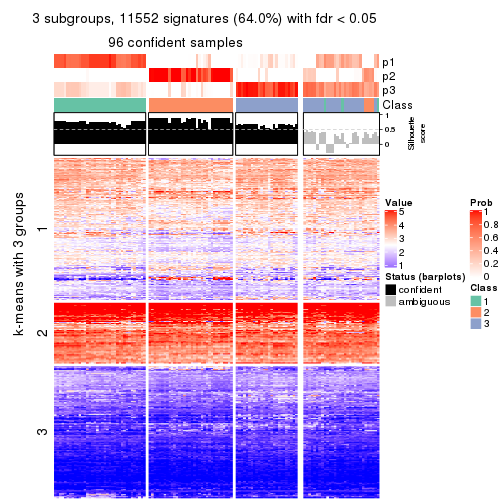 3 subgroups, 11552 signatures (64.0%) with fdr < 0.05
96 confident samples
p1
p2
p3
Class
1
0.5
0
Silhouette
score
k-means with 3 groups
1
2
3
Value
5
4
3
2
1
Status (barplots)
confident
ambiguous
Prob
1
0.8
0.6
0.4
0.2
0
Class
1
2
3